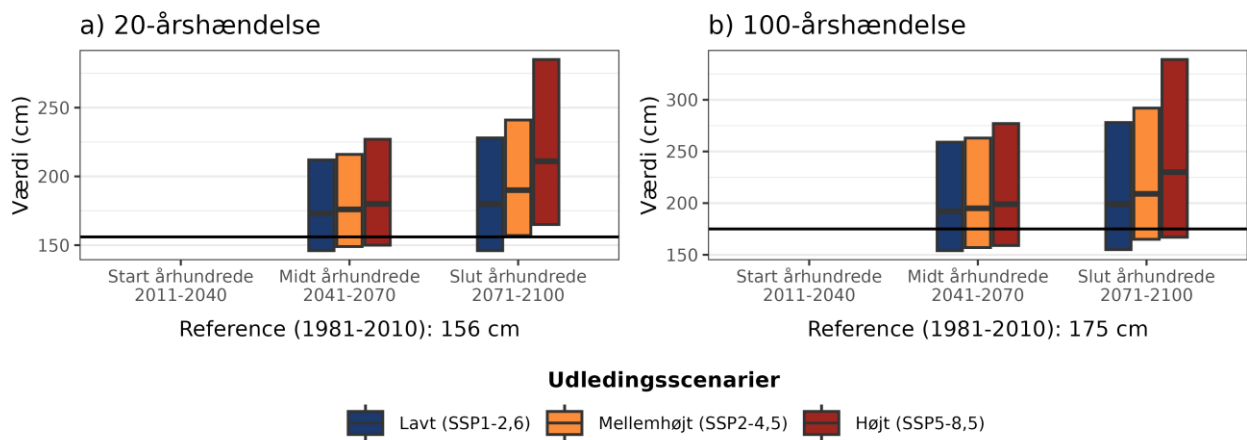 a) 20-årshændelse
Værdi (cm)
250
200
150
Start århundrede
2011-2040
Midt århundrede
2041-2070
Slut århundrede
2071-2100
Reference (1981-2010): 156 cm
b) 100-årshændelse
Værdi (cm)
300
250
200
150
Start århundrede
2011-2040
Midt århundrede
2041-2070
Slut århundrede
2071-2100
Reference (1981-2010): 175 cm
Udledingsscenarier
Lavt (SSP1-2,6)
Mellemhøjt (SSP2-4,5)
Højt (SSP5-8,5)